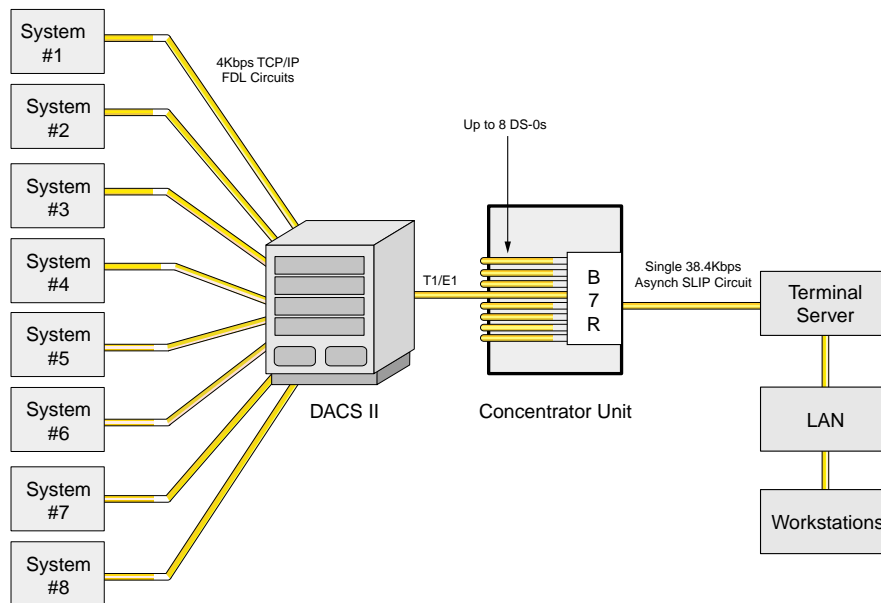 System
#1
System
#2
System
#3
System
#4
System
#5
System
#6
System
#7
System
#8
4Kbps TCP/IP
FDL Circuits
DACS II
T1/E1
Up to 8 DS-0s
B
7
R
Concentrator Unit
Single 38.4Kbps
Asynch SLIP Circuit
Terminal
Server
LAN
Workstations